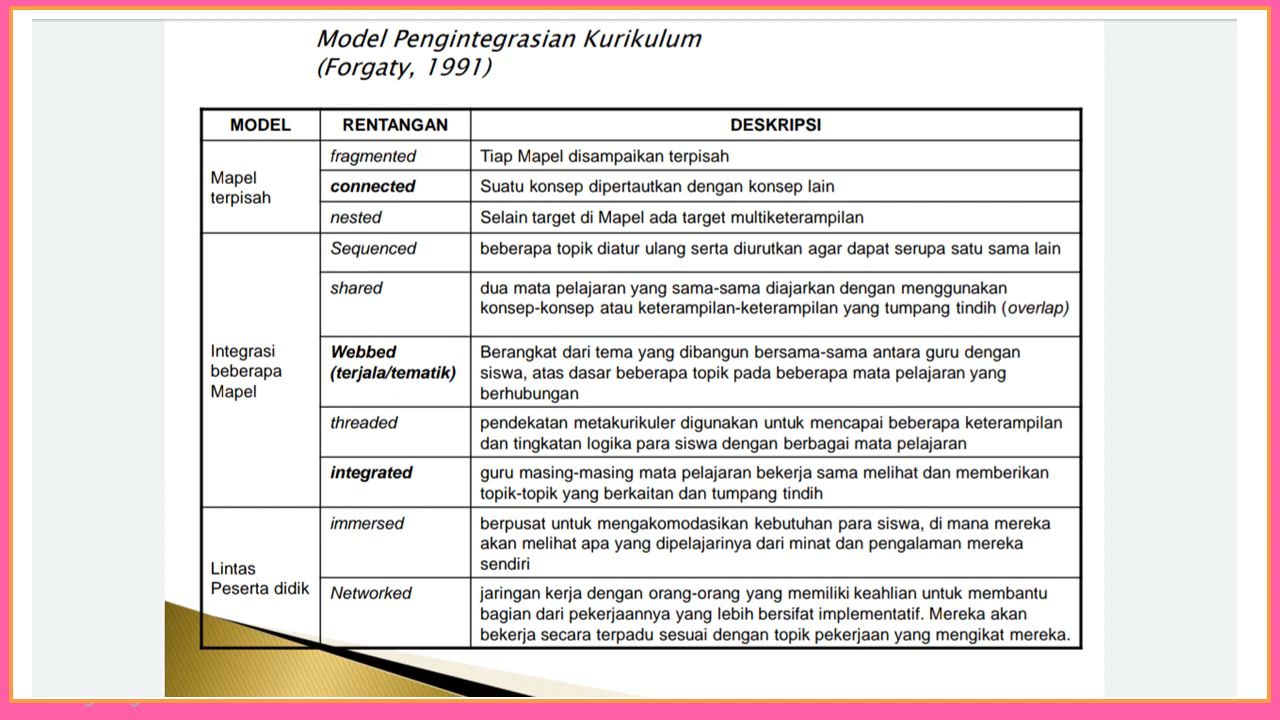 Model Pengintegrasian Kurikulum
(Forgaty, 1991)
MODEL RENTANGAN DESKRIPSI
Mapel
terpisah
fragmented Tiap Mapel disampaikan terpisah
connected Suatu konsep dipertautkan dengan konsep lain
nested Selain target di Mapel ada target multiketerampilan
Integrasi
beberapa
Mapel
Sequenced beberapa topik diatur ulang serta diurutkan agar dapat serupa satu sama lain
shared dua mata pelajaran yang sama-sama diajarkan dengan menggunakan
konsep-konsep atau keterampilan-keterampilan yang tumpang tindih (overlap)
Webbed Berangkat dari tema yang dibangun bersama-sama antara guru dengan
(terjala/tematik) siswa, atas dasar beberapa topik pada beberapa mata pelajaran yang
berhubungan
threaded pendekatan metakurikuler digunakan untuk mencapai beberapa keterampilan
dan tingkatan logika para siswa dengan berbagai mata pelajaran
integrated guru masing-masing mata pelajaran bekerja sama melihat dan memberikan
topik-topik yang berkaitan dan tumpang tindih
Lintas
Peserta didik
immersed berpusat untuk mengakomodasikan kebutuhan para siswa, di mana mereka
akan melihat apa yang dipelajarinya dari minat dan pengalaman mereka
sendiri
Networked jaringan kerja dengan orang-orang yang memiliki keahlian untuk membantu
bagian dari pekerjaannya yang lebih bersifat implementatif. Mereka akan
bekerja secara terpadu sesuai dengan topik pekerjaan yang mengikat mereka.